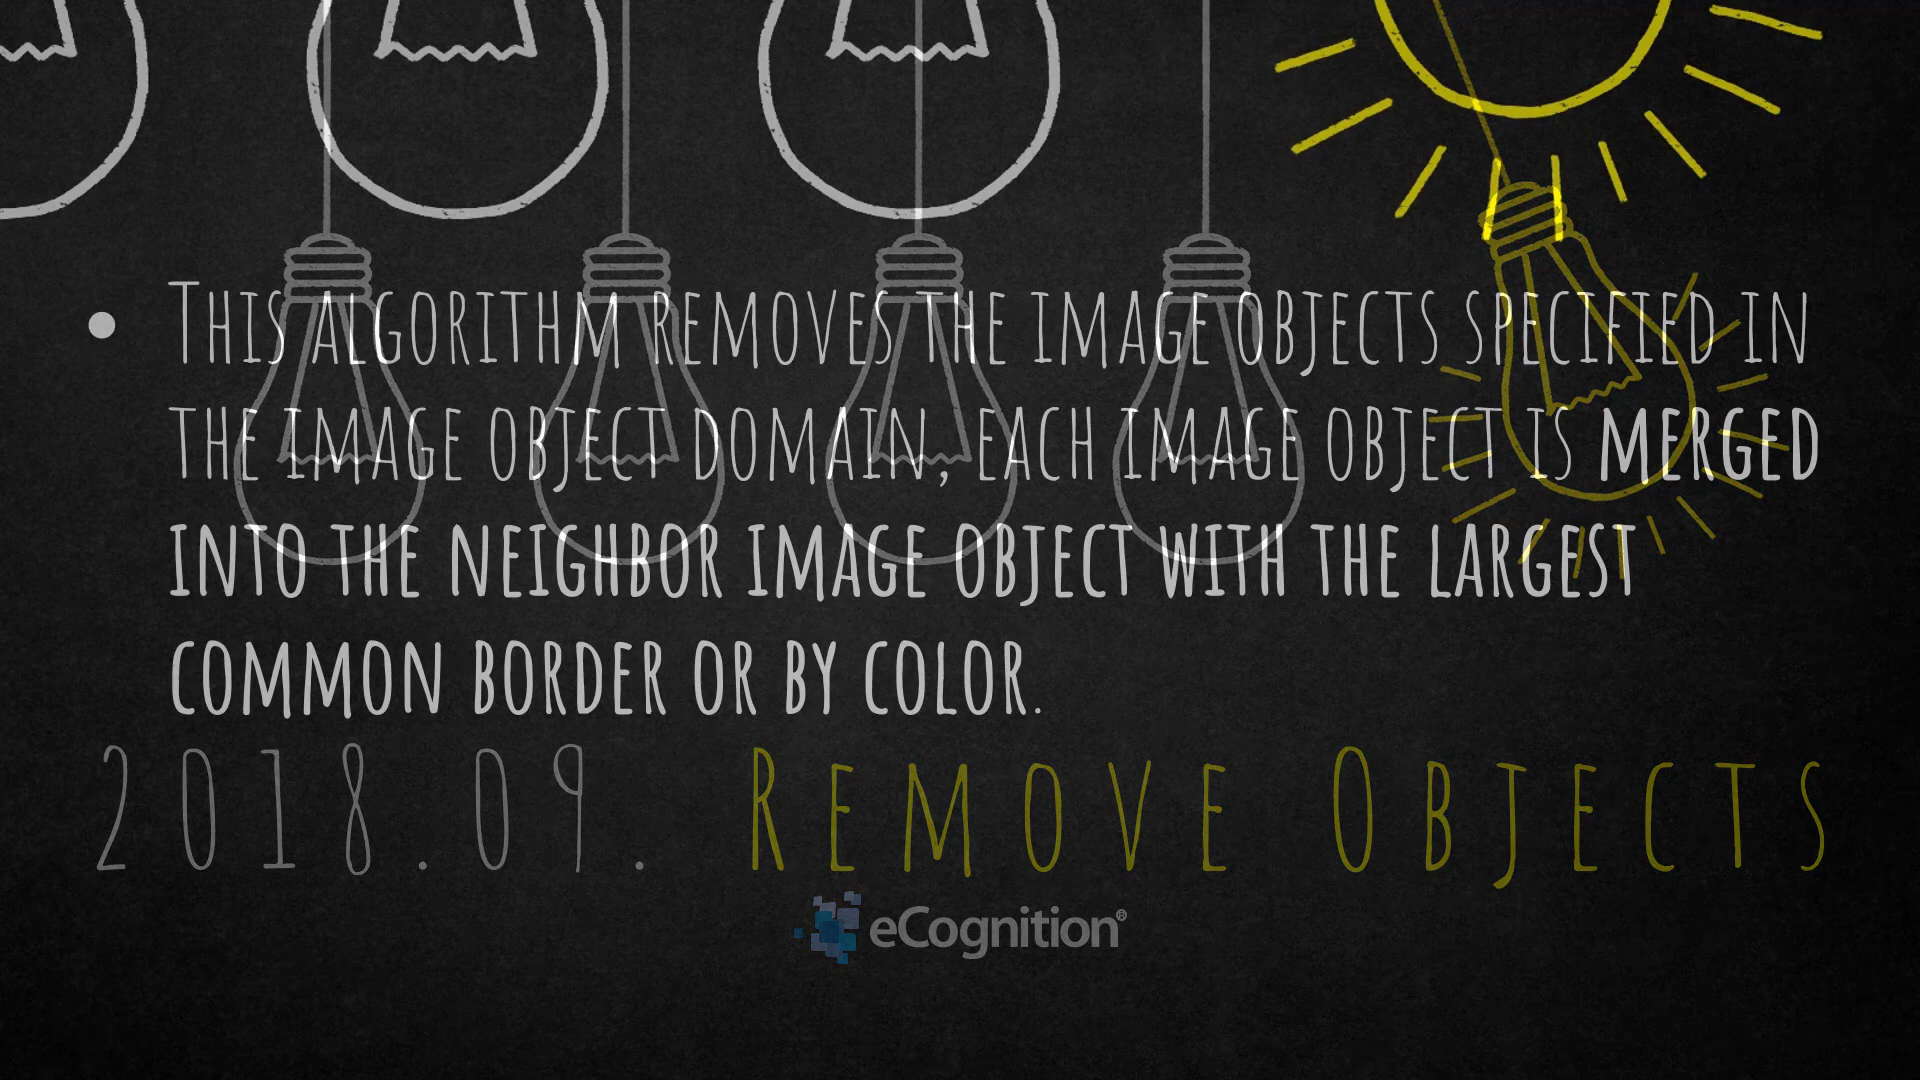 • This algorithm removes the image objects specified in
the image object domain, each image object is merged
into the neighbor image object with the largest
common border or by color.
2018.09. Remove Objects
eCognition®